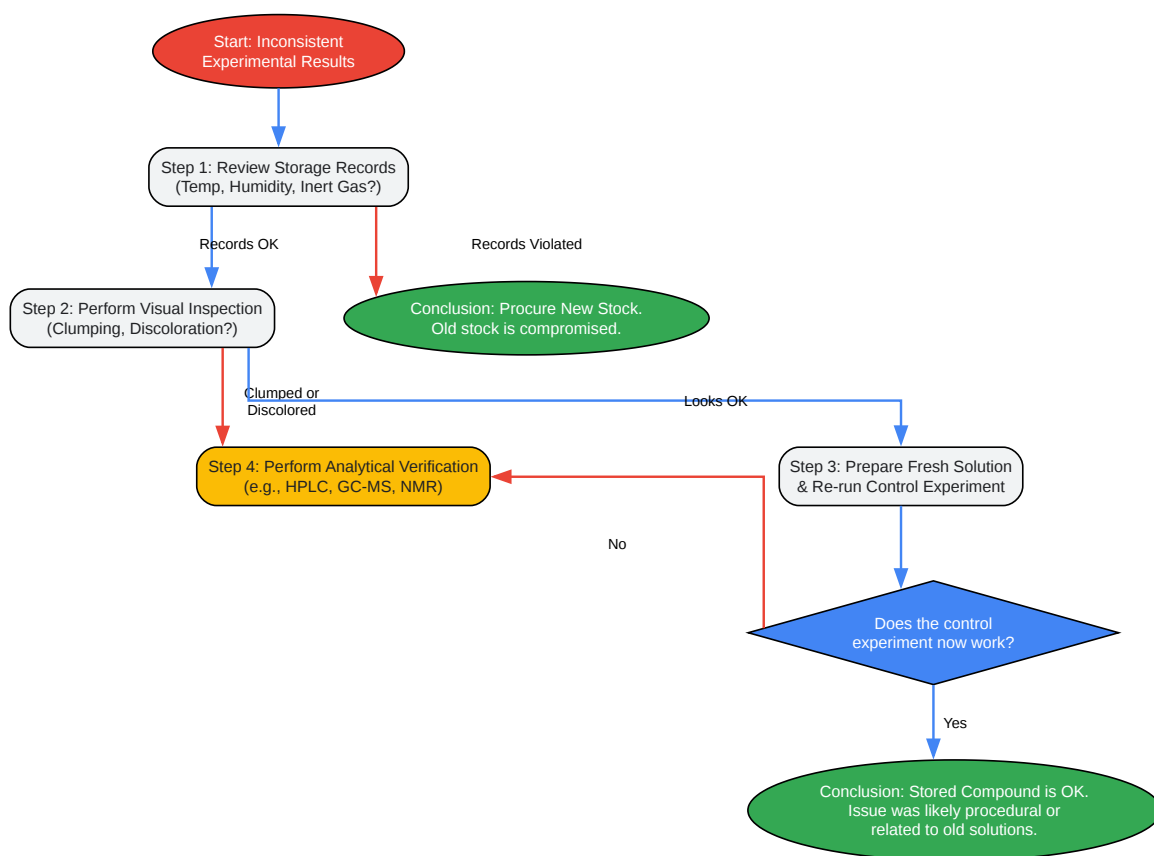 Start: Inconsistent
Experimental Results
Step 1: Review Storage Records
(Temp, Humidity, Inert Gas?)
Records OK
Records Violated
Step 2: Perform Visual Inspection
(Clumping, Discoloration?)
Conclusion: Procure New Stock.
Old stock is compromised.
Clumped or
Discolored
Looks OK
Step 4: Perform Analytical Verification
(e.g., HPLC, GC-MS, NMR)
Step 3: Prepare Fresh Solution
& Re-run Control Experiment
No
Does the control
experiment now work?
Yes
Conclusion: Stored Compound is OK.
Issue was likely procedural or
related to old solutions.